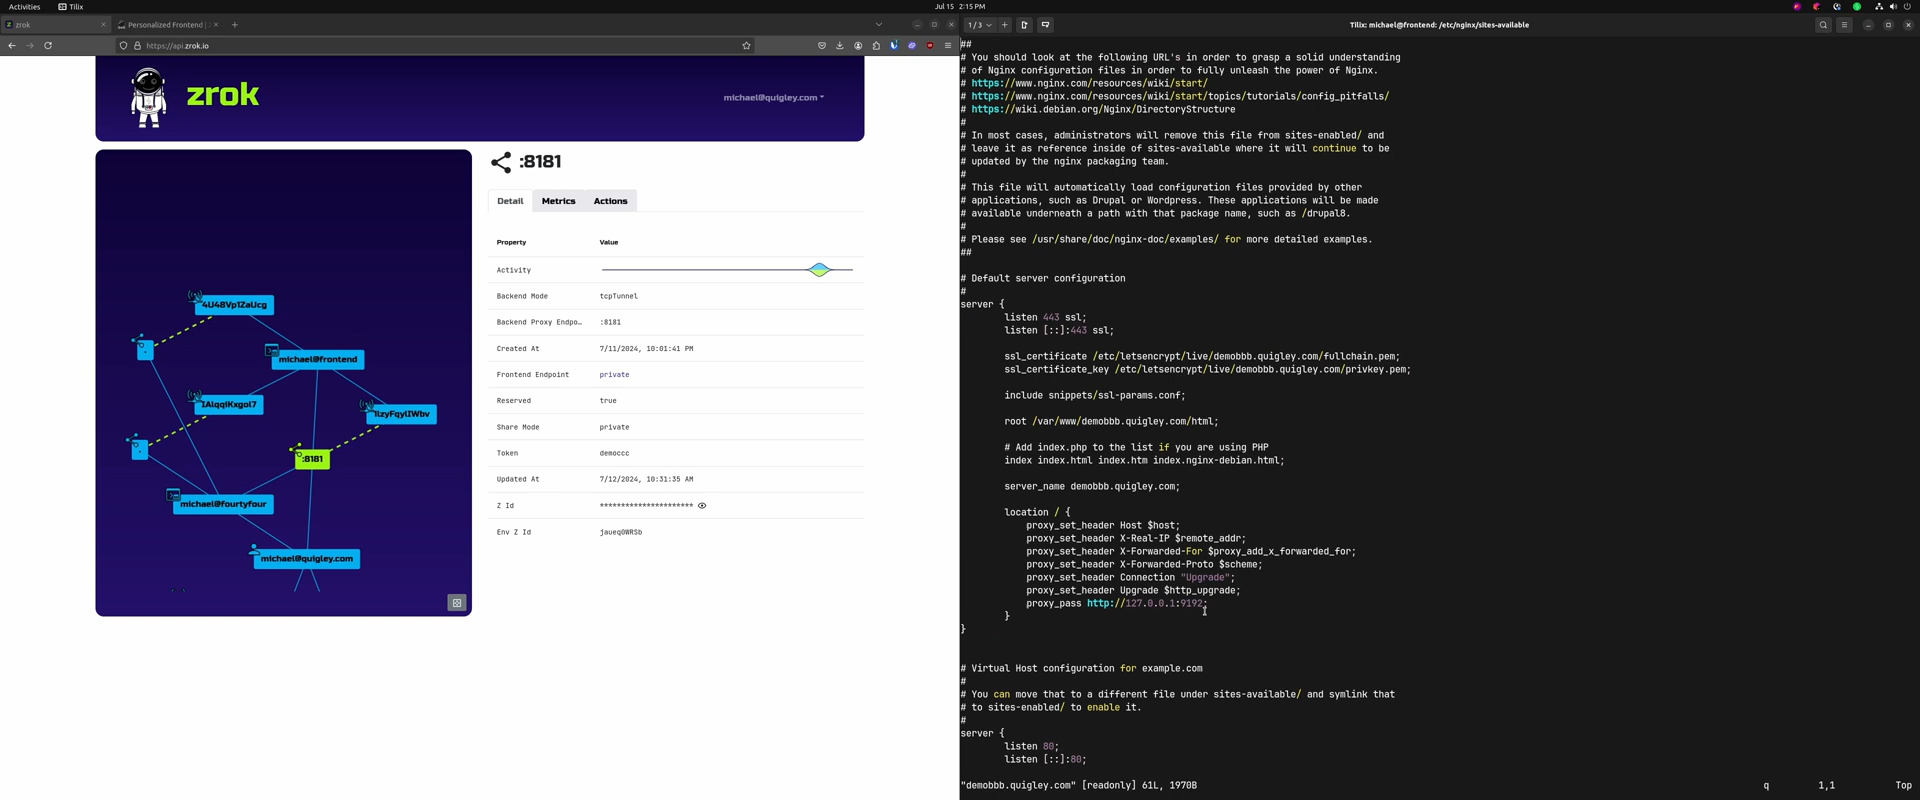 Activities
Tilix
Jul 15 2:15 PM
zrok
Personalized Frontend |
https://api.zrok.io
zrok
michael@quigley.com
4U48Vp1ZaUcg
michael@frontend
IAlqqiKxgol7
ilzyFqylIWbv
:8181
michael@fourtyfour
michael@quigley.com
:8181
Detail
Metrics
Actions
Property Value
Activity
Backend Mode tcpTunnel
Backend Proxy Endpo… :8181
Created At 7/11/2024, 10:01:41 PM
Frontend Endpoint private
Reserved true
Share Mode private
Token democcc
Updated At 7/12/2024, 10:31:35 AM
Z Id **********************
Env Z Id jaueq0WRSb
1 / 3
Tilix: michael@frontend: /etc/nginx/sites-available
##
# You should look at the following URL's in order to grasp a solid understanding
# of Nginx configuration files in order to fully unleash the power of Nginx.
# https://www.nginx.com/resources/wiki/start/
# https://www.nginx.com/resources/wiki/start/topics/tutorials/config_pitfalls/
# https://wiki.debian.org/Nginx/DirectoryStructure
#
# In most cases, administrators will remove this file from sites-enabled/ and
# leave it as reference inside of sites-available where it will continue to be
# updated by the nginx packaging team.
#
# This file will automatically load configuration files provided by other
# applications, such as Drupal or Wordpress. These applications will be made
# available underneath a path with that package name, such as /drupal8.
#
# Please see /usr/share/doc/nginx-doc/examples/ for more detailed examples.
##
# Default server configuration
#
server {
listen 443 ssl;
listen [::]:443 ssl;
ssl_certificate /etc/letsencrypt/live/demobbb.quigley.com/fullchain.pem;
ssl_certificate_key /etc/letsencrypt/live/demobbb.quigley.com/privkey.pem;
include snippets/ssl-params.conf;
root /var/www/demobbb.quigley.com/html;
# Add index.php to the list if you are using PHP
index index.html index.htm index.nginx-debian.html;
server_name demobbb.quigley.com;
location / {
proxy_set_header Host $host;
proxy_set_header X-Real-IP $remote_addr;
proxy_set_header X-Forwarded-For $proxy_add_x_forwarded_for;
proxy_set_header X-Forwarded-Proto $scheme;
proxy_set_header Connection "Upgrade";
proxy_set_header Upgrade $http_upgrade;
proxy_pass http://127.0.0.1:9192;
}
}
# Virtual Host configuration for example.com
#
# You can move that to a different file under sites-available/ and symlink that
# to sites-enabled/ to enable it.
#
server {
listen 80;
listen [::]:80;
"demobbb.quigley.com" [readonly] 61L, 1970B
q
1,1
Top